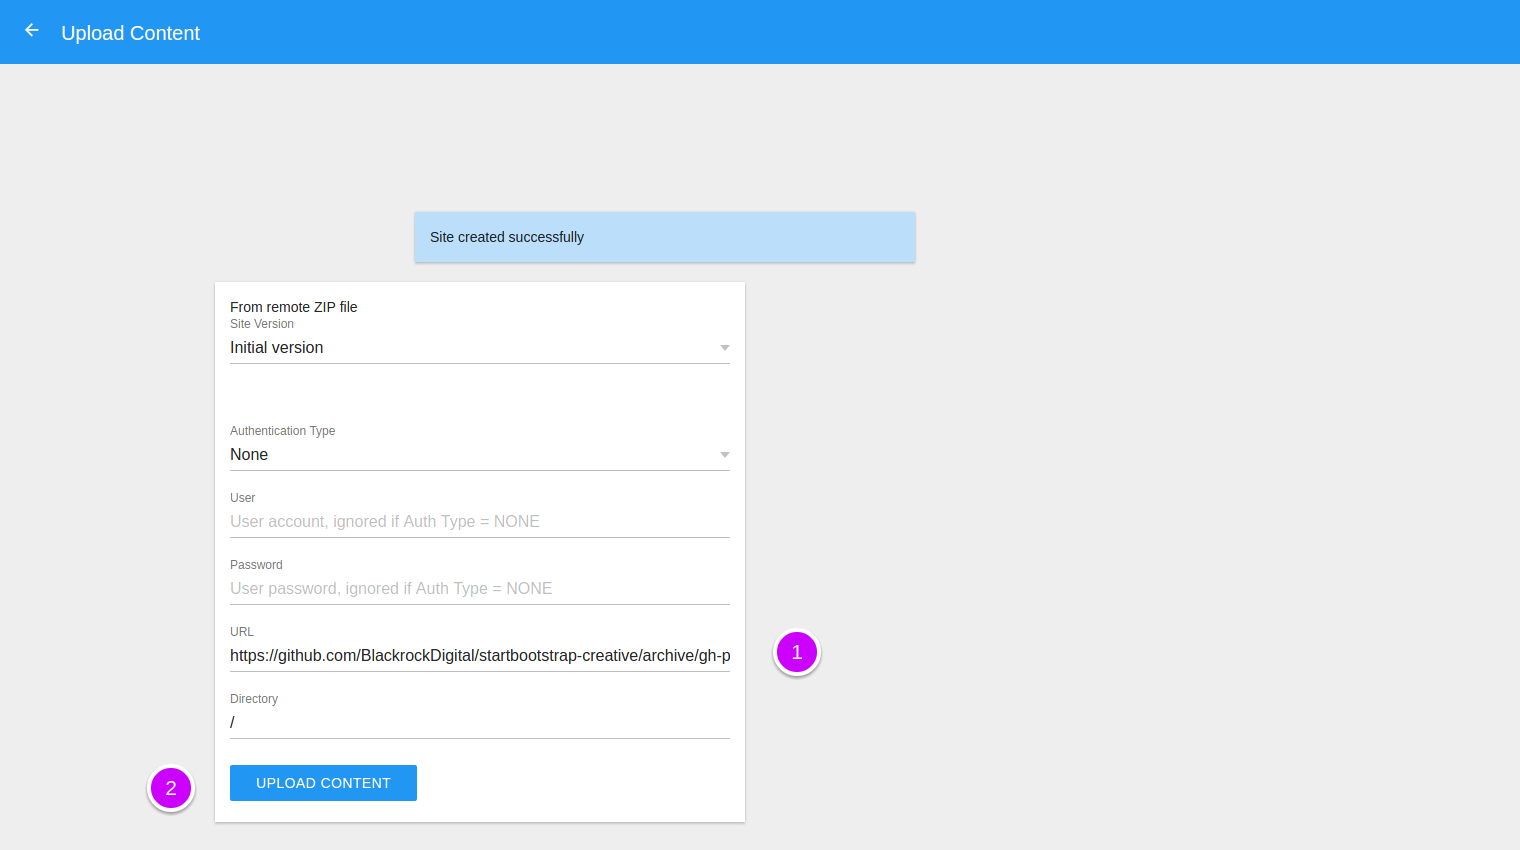 Upload Content
Site created successfully
From remote ZIP file
Site Version
Initial version
Authentication Type
None
User
User account, ignored if Auth Type = NONE
Password
User password, ignored if Auth Type = NONE
URL
https://github.com/BlackrockDigital/startbootstrap-creative/archive/gh-p
1
Directory
/
2
UPLOAD CONTENT